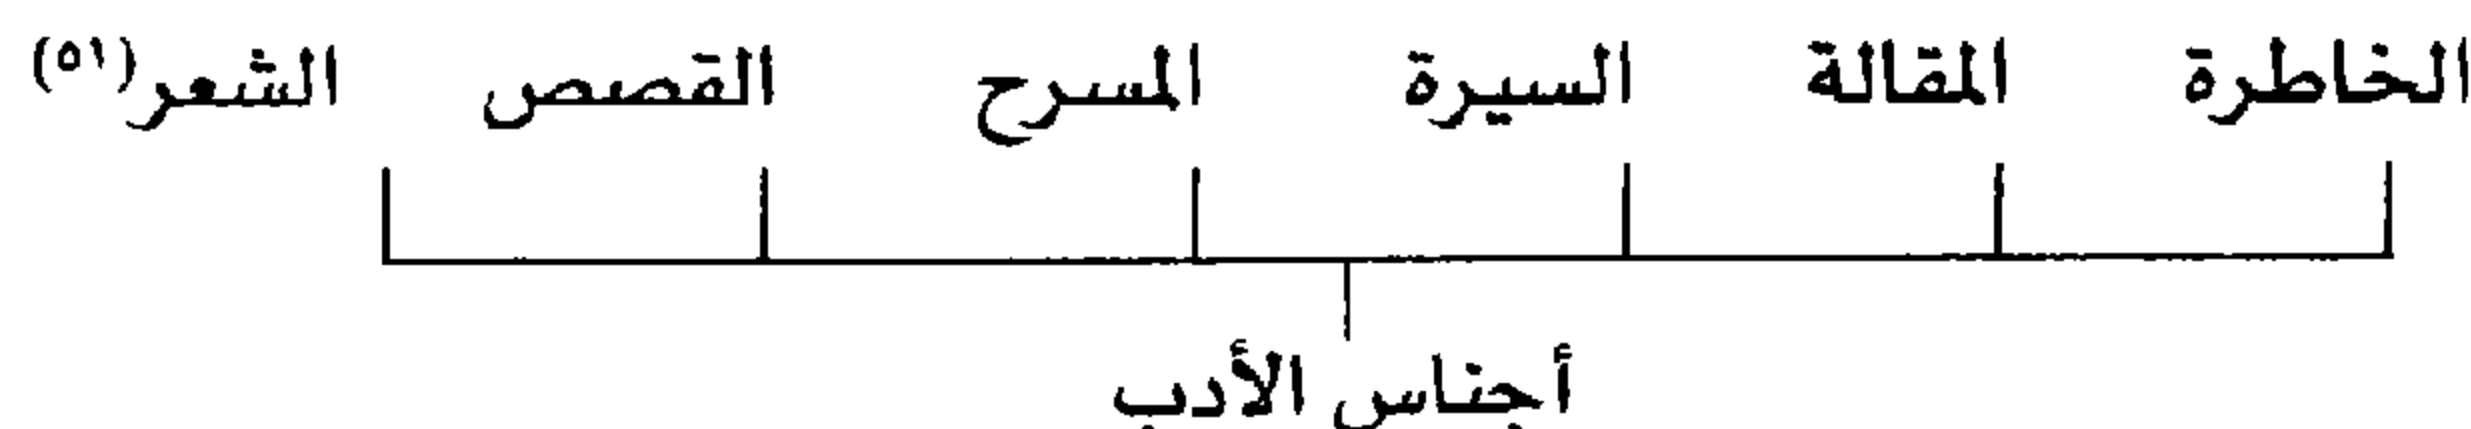 الخاطرة المقالة السيرة المسرح القصص الشعر(٥١)
أجناس الأدب